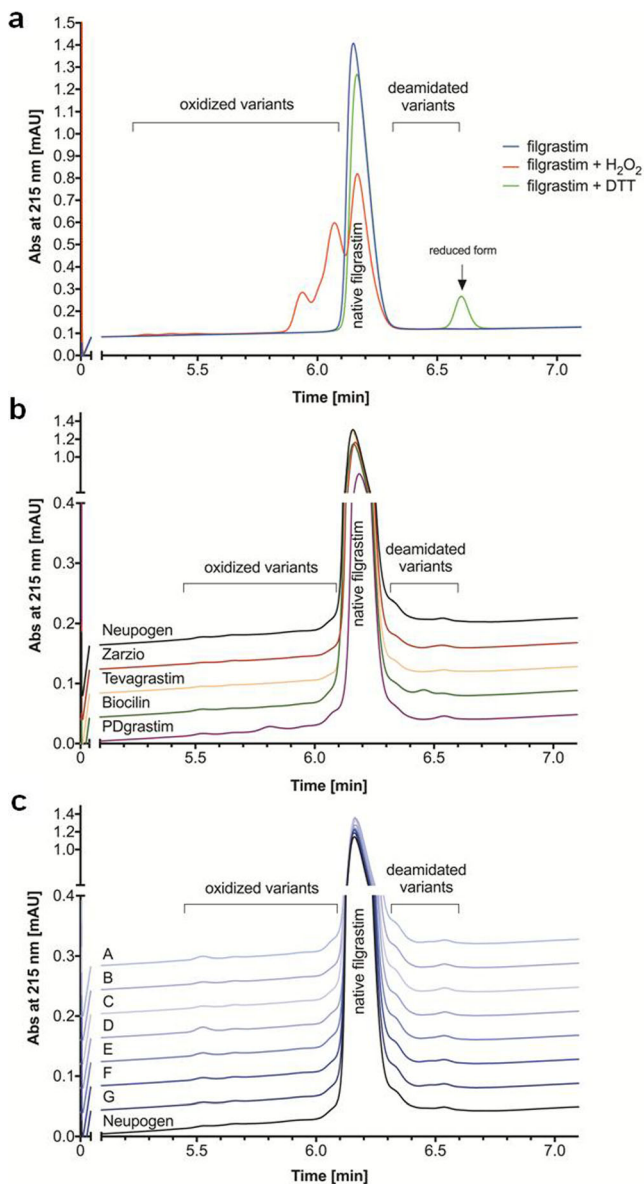 a
Abs at 215 nm [mAU]
1.5
1.4
1.3
1.2
1.1
1.0
0.9
0.8
0.7
0.6
0.5
0.4
0.3
0.2
0.1
0.0
oxidized variants
deamidated
variants
native filgrastim
filgrastim
filgrastim + H₂O₂
filgrastim + DTT
reduced form
0 5.5 6.0 6.5 7.0
Time [min]
b
Abs at 215 nm [mAU]
1.4
1.2
1.0
0.4
0.3
0.2
0.1
0.0
oxidized variants
deamidated
variants
native filgrastim
Neupogen
Zarzio
Tevagrastim
Biocilin
PDgrastim
0 5.5 6.0 6.5 7.0
Time [min]
c
Abs at 215 nm [mAU]
1.4
1.2
1.0
0.4
0.3
0.2
0.1
0.0
oxidized variants
deamidated
variants
native filgrastim
A
B
C
D
E
F
G
Neupogen
0 5.5 6.0 6.5 7.0
Time [min]